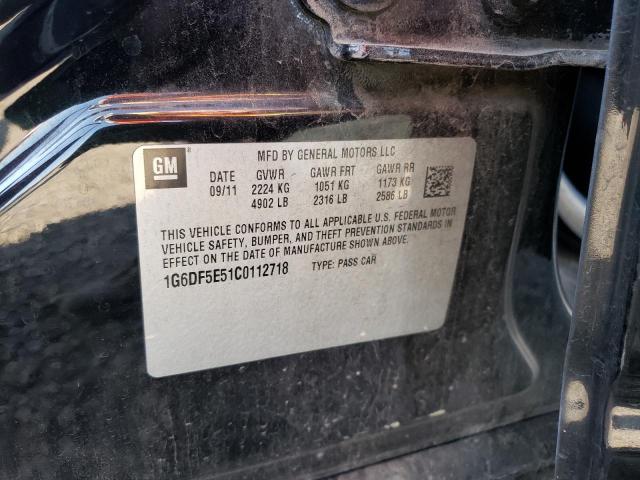 GM ®
MFD BY GENERAL MOTORS LLC
DATE GVWR GAWR FRT GAWR RR
09/11 2224 KG 1051 KG 1173 KG
4902 LB 2316 LB 2586 LB
THIS VEHICLE CONFORMS TO ALL APPLICABLE U.S. FEDERAL MOTOR
VEHICLE SAFETY, BUMPER, AND THEFT PREVENTION STANDARDS IN
EFFECT ON THE DATE OF MANUFACTURE SHOWN ABOVE.
1G6DF5E51C0112718 TYPE: PASS CAR